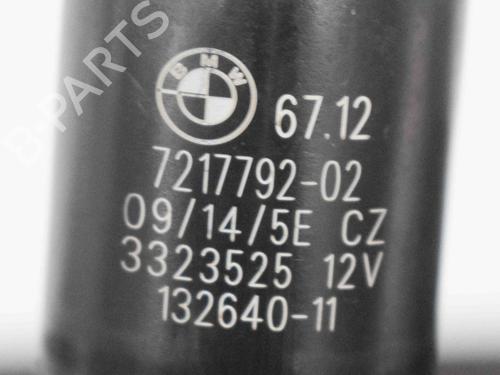 B-PARTS
BMW 67.12
7217792-02
09/14/5E CZ
3323525 12V
132640-11